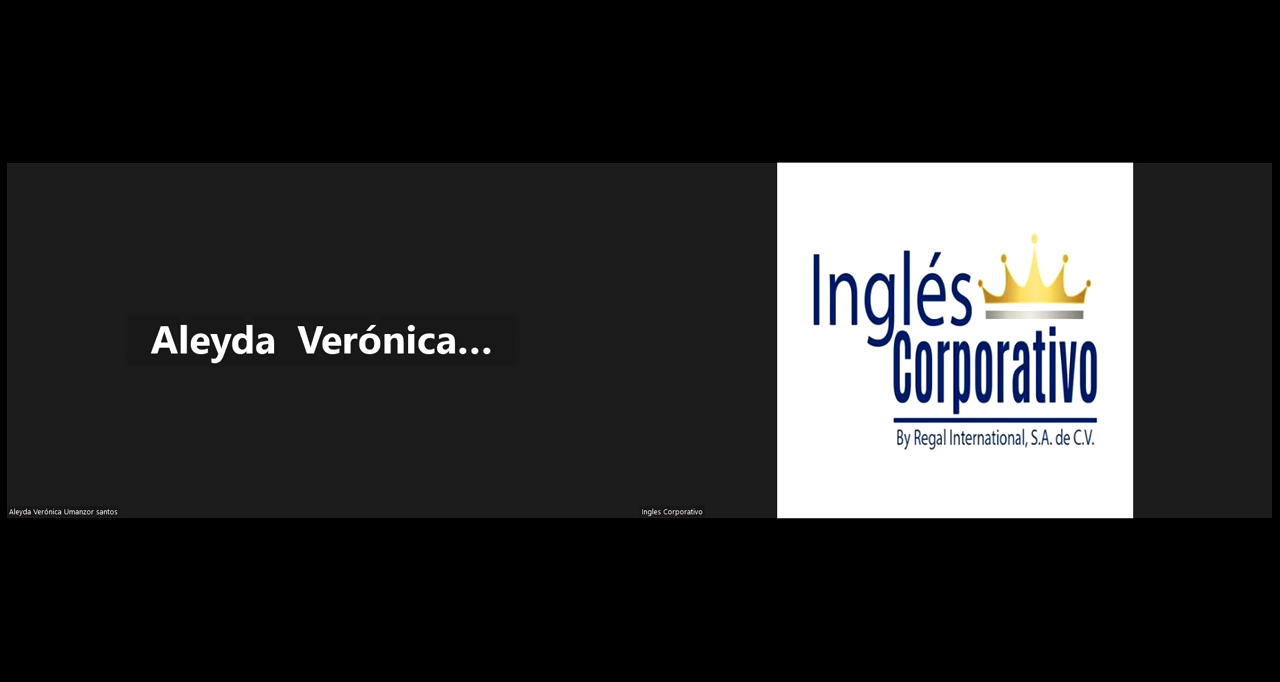 Aleyda Verónica...
Aleyda Verónica Umanzor santos
Inglés
Corporativo
By Regal International, S.A. de C.V.
Ingles Corporativo